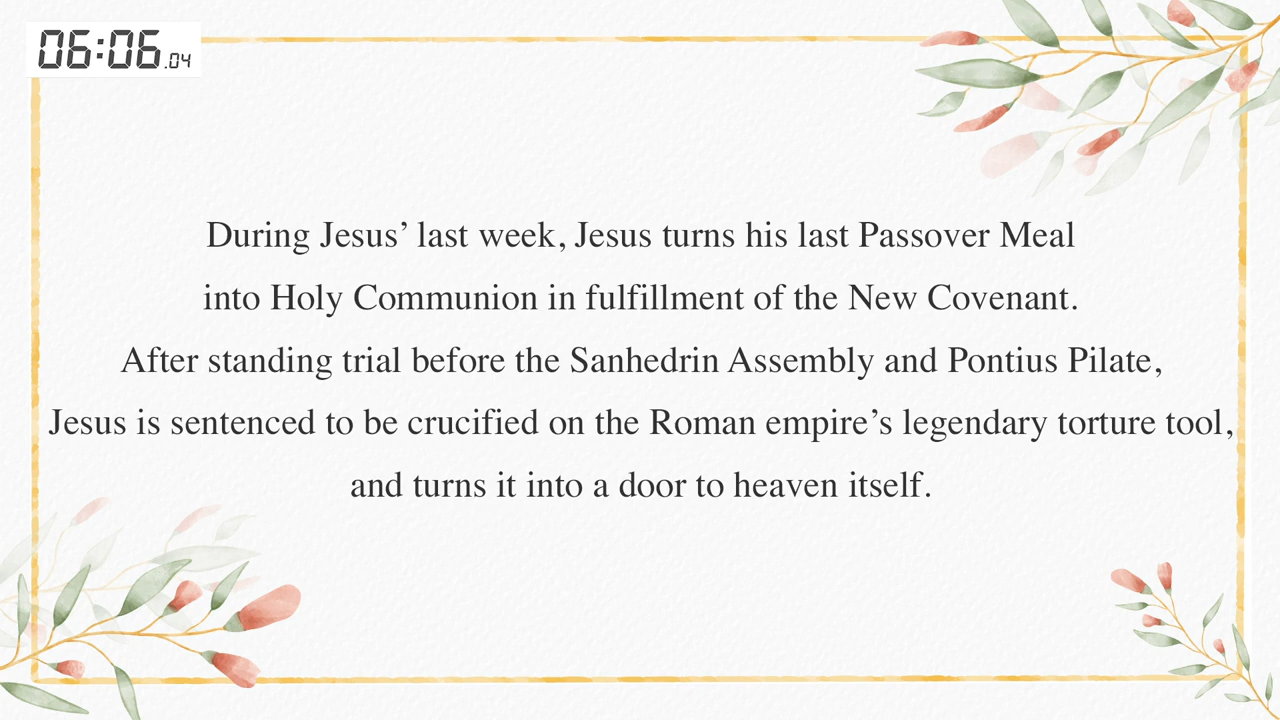 06:06.04
During Jesus’ last week, Jesus turns his last Passover Meal
into Holy Communion in fulfillment of the New Covenant.
After standing trial before the Sanhedrin Assembly and Pontius Pilate,
Jesus is sentenced to be crucified on the Roman empire’s legendary torture tool,
and turns it into a door to heaven itself.